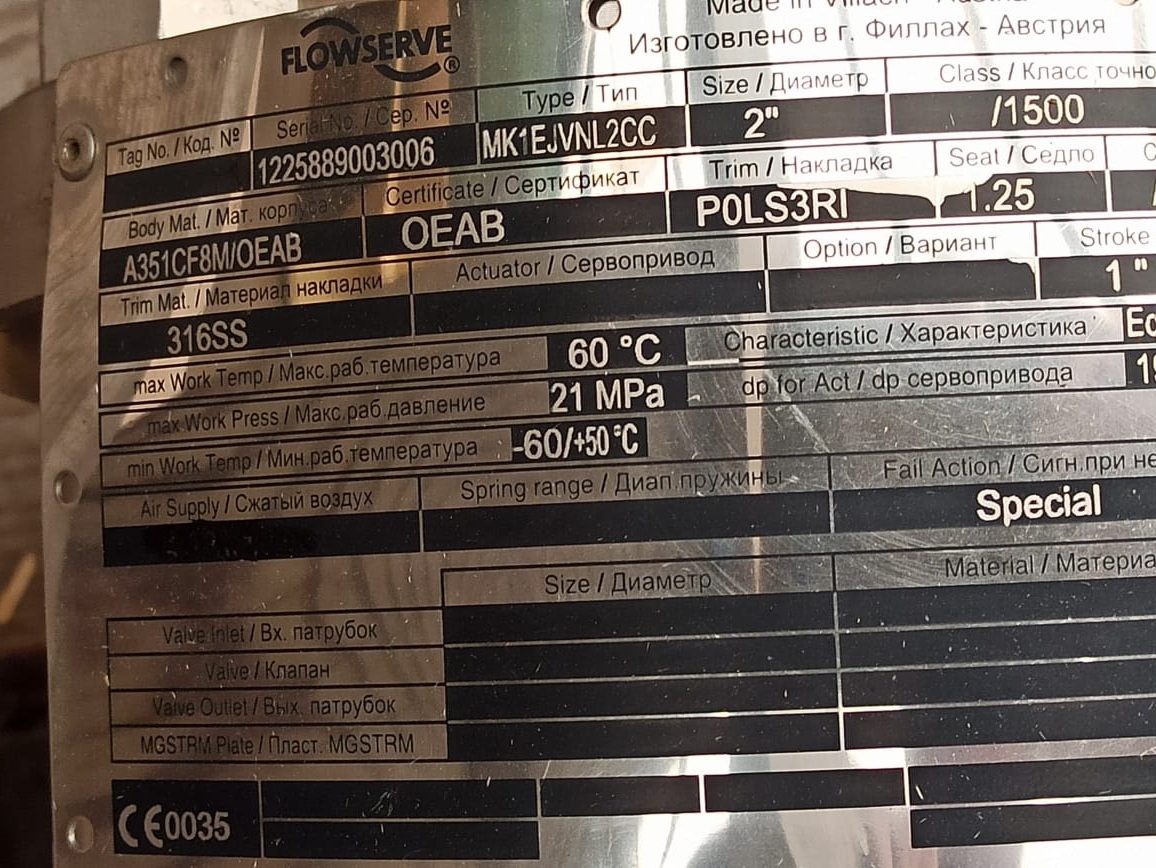 FLOWSERVE ®
Made in Villach - Austria
Изготовлено в г. Филлах - Австрия
Tag No. / Код. № Serial No. / Сер. № Type / Тип Size / Диаметр Class / Класс точно
1225889003006 MK1EJVNL2CC 2" /1500
Body Mat. / Мат. корпуса Certificate / Сертификат Trim / Накладка Seat / Седло C
A351CF8M/OEAB OEAB P0LS3RI 1.25
Trim Mat. / Материал накладки Actuator / Сервопривод Option / Вариант Stroke
316SS 1 "
max Work Temp / Макс.раб.температура 60 °C Characteristic / Характеристика
max Work Press / Макс.раб.давление 21 MPa dp for Act / dp сервопривода
min Work Temp / Мин.раб.температура -60/+50°C
Air Supply / Сжатый воздух Spring range / Диап.пружины Fail Action / Сигн.при не
Special
Size / Диаметр Material / Материа
Valve Inlet / Вх. патрубок
Valve / Клапан
Valve Outlet / Вых. патрубок
MGSTRM Plate / Пласт. MGSTRM
CE0035